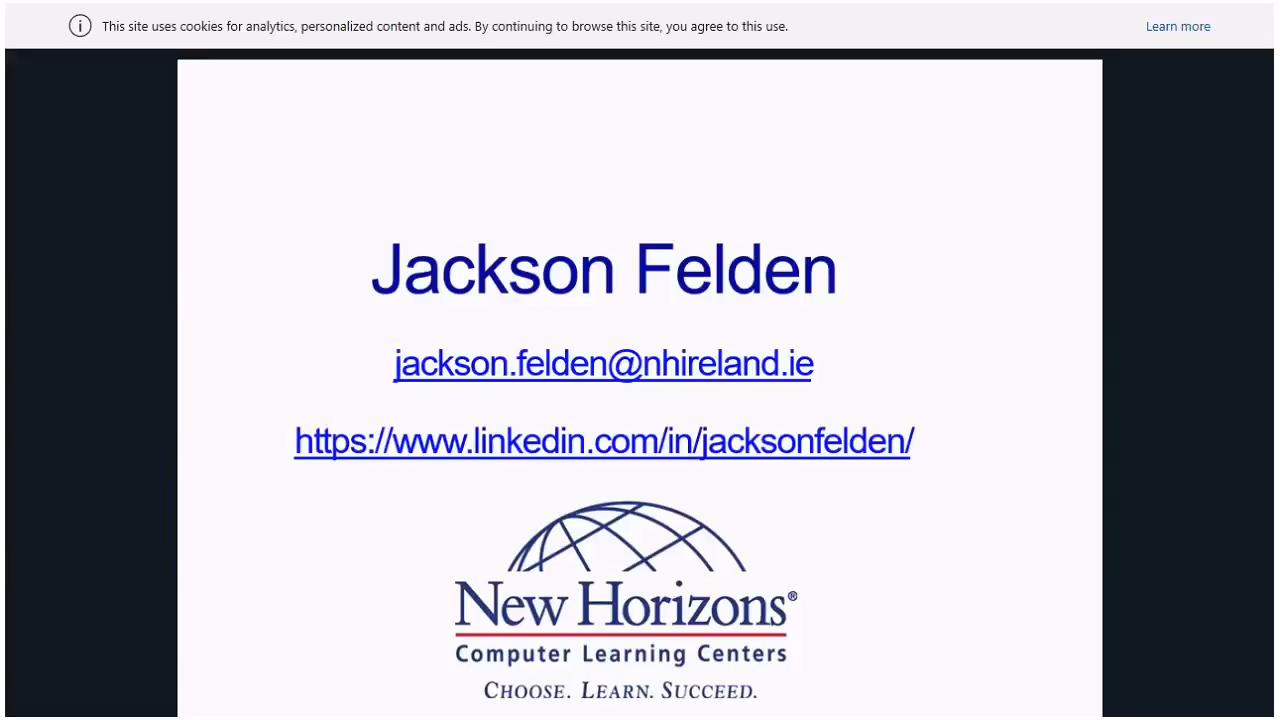 This site uses cookies for analytics, personalized content and ads. By continuing to browse this site, you agree to this use.
Learn more
Jackson Felden
jackson.felden@nhireland.ie
https://www.linkedin.com/in/jacksonfelden/
New Horizons®
Computer Learning Centers
CHOOSE. LEARN. SUCCEED.